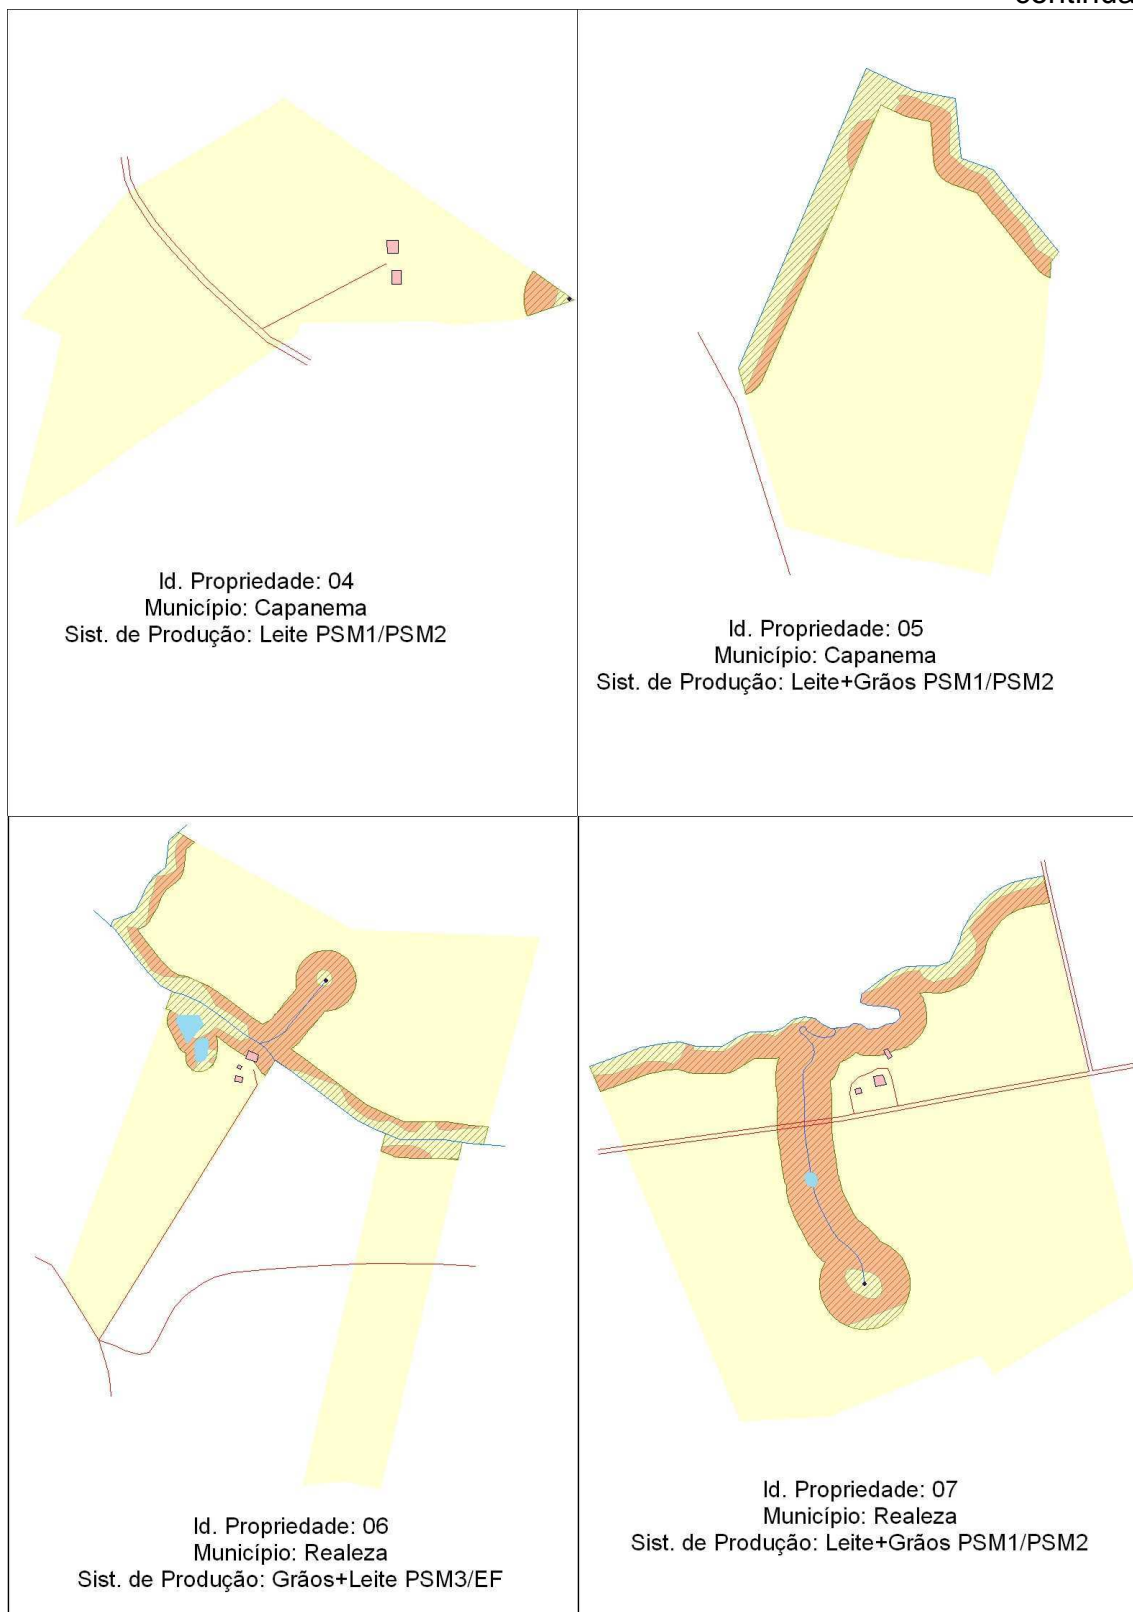 Id. Propriedade: 04
Município: Capanema
Sist. de Produção: Leite PSM1/PSM2
Id. Propriedade: 05
Município: Capanema
Sist. de Produção: Leite+Grãos PSM1/PSM2
Id. Propriedade: 06
Município: Realeza
Sist. de Produção: Grãos+Leite PSM3/EF
Id. Propriedade: 07
Município: Realeza
Sist. de Produção: Leite+Grãos PSM1/PSM2